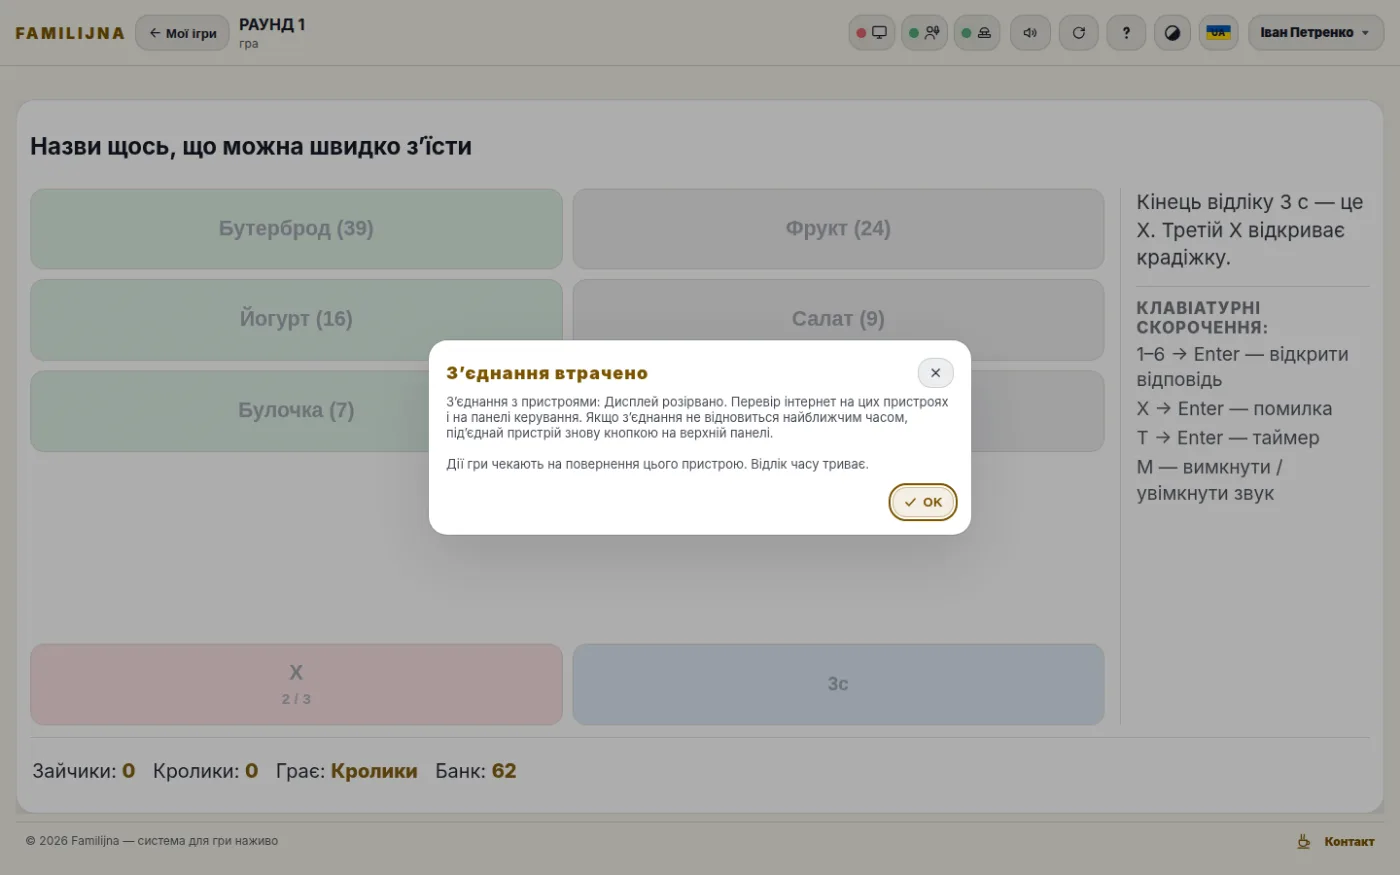 FAMILIJNA
← Мої ігри
РАУНД 1
гра
?
UA
Іван Петренко
Назви щось, що можна швидко з’їсти
Бутерброд (39)
Фрукт (24)
Йогурт (16)
Салат (9)
Булочка (7)
Кінець відліку 3 с — це
X. Третій X відкриває
крадіжку.
КЛАВІАТУРНІ
СКОРОЧЕННЯ:
1–6 → Enter — відкрити
відповідь
X → Enter — помилка
T → Enter — таймер
M — вимкнути /
увімкнути звук
З’єднання втрачено
З’єднання з пристроями: Дисплей розірвано. Перевір інтернет на цих пристроях
і на панелі керування. Якщо з’єднання не відновиться найближчим часом,
під’єднай пристрій знову кнопкою на верхній панелі.
Дії гри чекають на повернення цього пристрою. Відлік часу триває.
OK
X
2 / 3
3с
Зайчики: 0 Кролики: 0 Грає: Кролики Банк: 62
© 2026 Familijna — система для гри наживо
Контакт